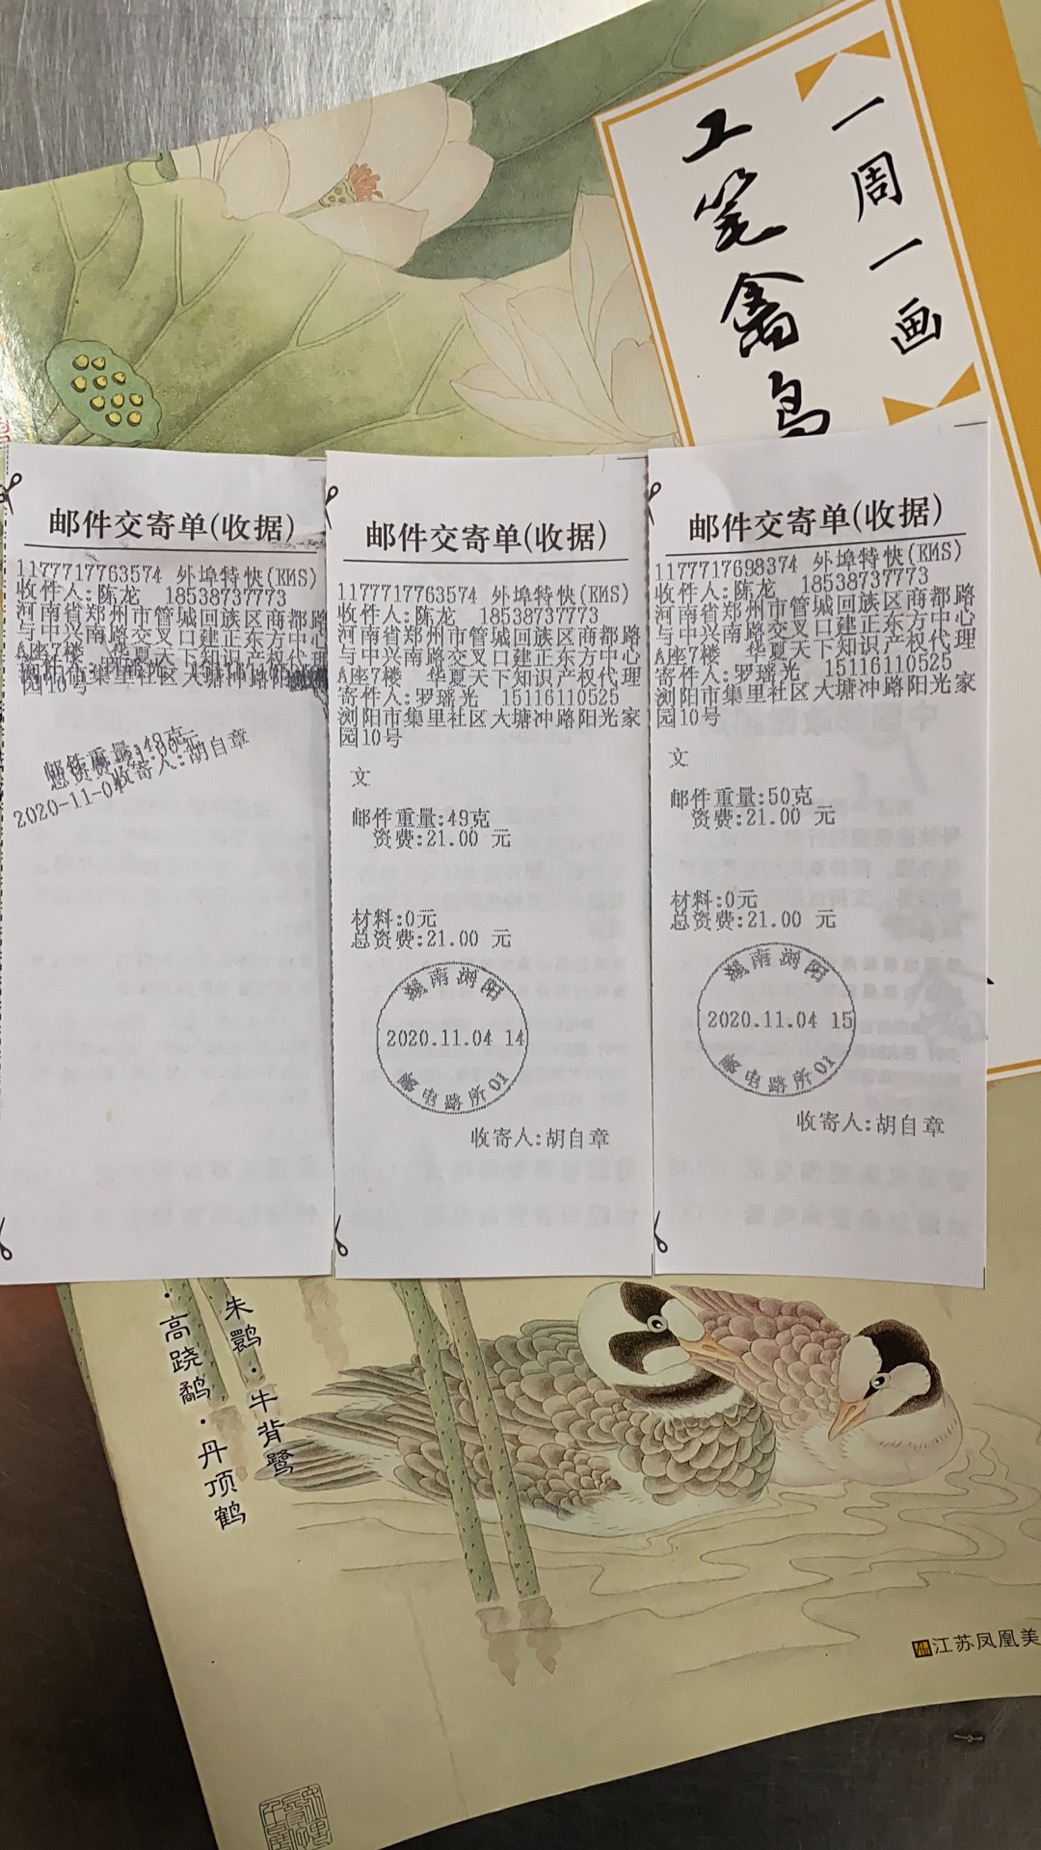 一周一画
工笔禽鸟
邮件交寄单(收据)
1177717763574 外埠特快(EMS)
收件人:陈龙 18538737773
河南省郑州市管城回族区商都路
与中兴南路交叉口建正东方中心
A座7楼 华夏天下知识产权代理
园10号
邮件重量:49克
收寄人:胡自章
邮件交寄单(收据)
1177717763574 外埠特快(EMS)
收件人:陈龙 18538737773
河南省郑州市管城回族区商都路
与中兴南路交叉口建正东方中心
A座7楼 华夏天下知识产权代理
寄件人:罗璠光 15116110525
浏阳市集里社区大塘冲路阳光家
园10号
文
邮件重量:49克
资费:21.00 元
材料:0元
总资费:21.00 元
湖南浏阳
2020.11.04 14
邮电路所01
收寄人:胡自章
邮件交寄单(收据)
1177717698374 外埠特快(EMS)
收件人:陈龙 18538737773
河南省郑州市管城回族区商都路
与中兴南路交叉口建正东方中心
A座7楼 华夏天下知识产权代理
寄件人:罗璠光 15116110525
浏阳市集里社区大塘冲路阳光家
园10号
文
邮件重量:50克
资费:21.00 元
材料:0元
总资费:21.00 元
湖南浏阳
2020.11.04 15
邮电路所01
收寄人:胡自章
朱鹮·牛背鹭
·高跷鹬·丹顶鹤
江苏凤凰美